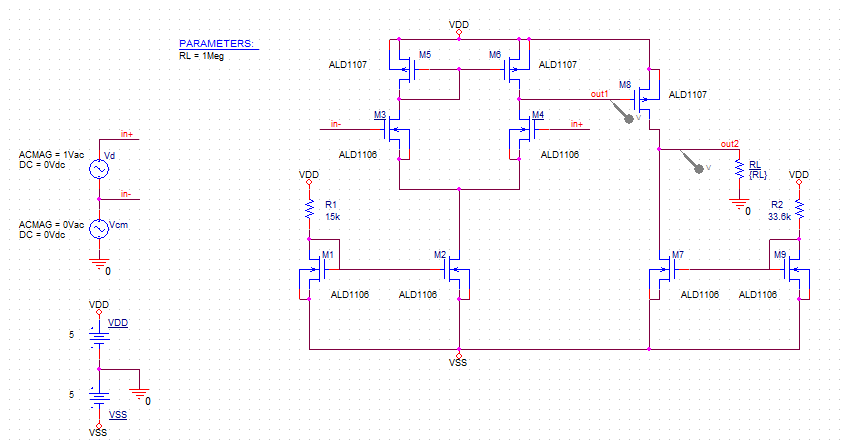 PARAMETERS:
RL = 1Meg
VDD
ALD1107
M5
M6
ALD1107
M8
ALD1107
out1
V
in-
M3
M4
in+
ALD1106
ALD1106
in+
ACMAG = 1Vac
DC = 0Vdc
Vd
in-
ACMAG = 0Vac
DC = 0Vdc
Vcm
0
VDD
R1
15k
out2
V
RL
{RL}
0
VDD
R2
33.6k
M1
M2
M7
M9
ALD1106
ALD1106
ALD1106
ALD1106
VSS
VDD
VDD
5
0
5
VSS
VSS